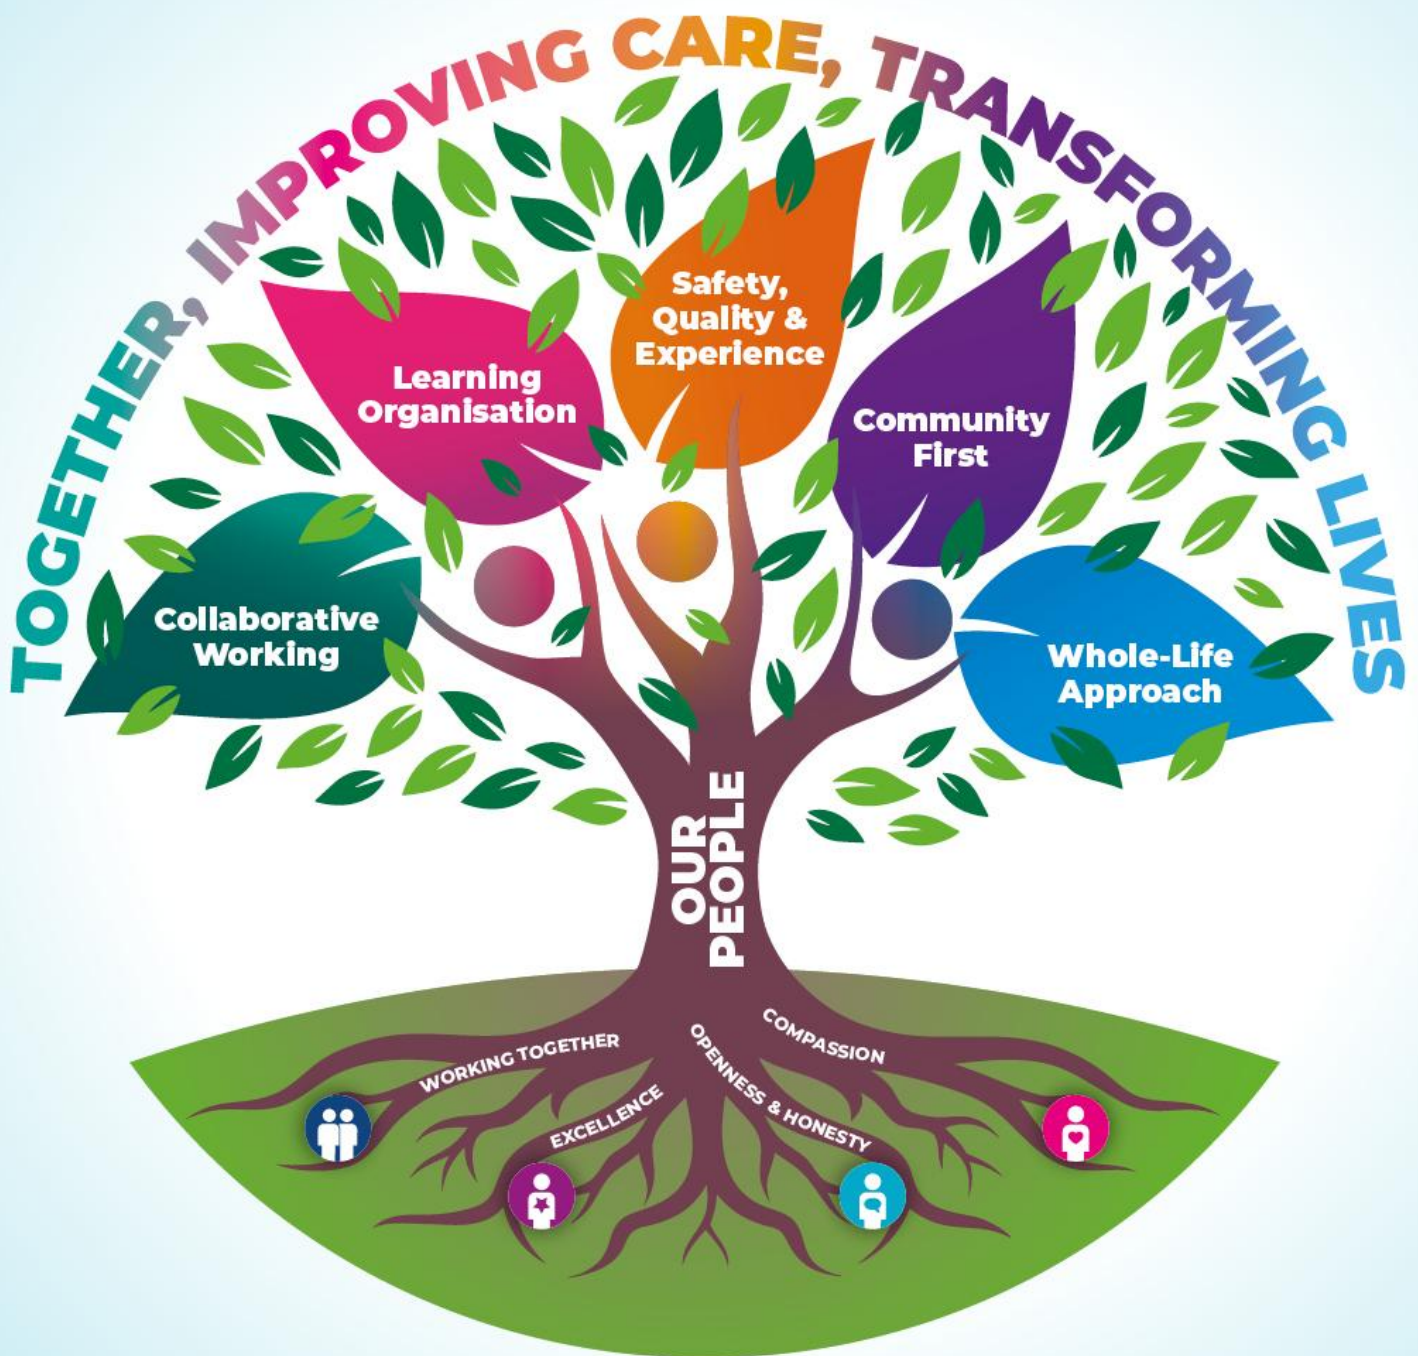 TOGETHER, IMPROVING CARE, TRANSFORMING LIVES
Safety,
Quality &
Experience
Learning
Organisation
Community
First
Collaborative
Working
Whole-Life
Approach
OUR
PEOPLE
WORKING TOGETHER
EXCELLENCE
OPENNESS & HONESTY
COMPASSION